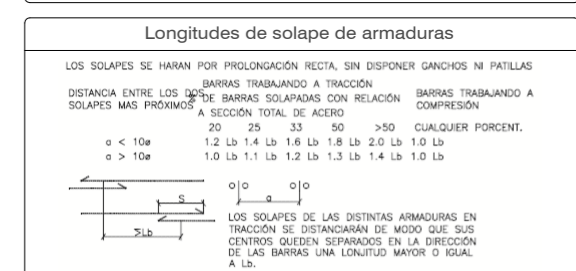 Longitudes de solape de armaduras
LOS SOLAPES SE HARAN POR PROLONGACIÓN RECTA, SIN DISPONER GANCHOS NI PATILLAS
BARRAS TRABAJANDO A TRACCIÓN
DISTANCIA ENTRE LOS DOS
SOLAPES MAS PRÓXIMOS
% DE BARRAS SOLAPADAS CON RELACIÓN
A SECCIÓN TOTAL DE ACERO
BARRAS TRABAJANDO A
COMPRESIÓN
20 25 33 50 >50 CUALQUIER PORCENT.
a < 10ø 1.2 Lb 1.4 Lb 1.6 Lb 1.8 Lb 2.0 Lb 1.0 Lb
a > 10ø 1.0 Lb 1.1 Lb 1.2 Lb 1.3 Lb 1.4 Lb 1.0 Lb
S
a
ΣLb
LOS SOLAPES DE LAS DISTINTAS ARMADURAS EN
TRACCIÓN SE DISTANCIARÁN DE MODO QUE SUS
CENTROS QUEDEN SEPARADOS EN LA DIRECCIÓN
DE LAS BARRAS UNA LONJITUD MAYOR O IGUAL
A Lb.